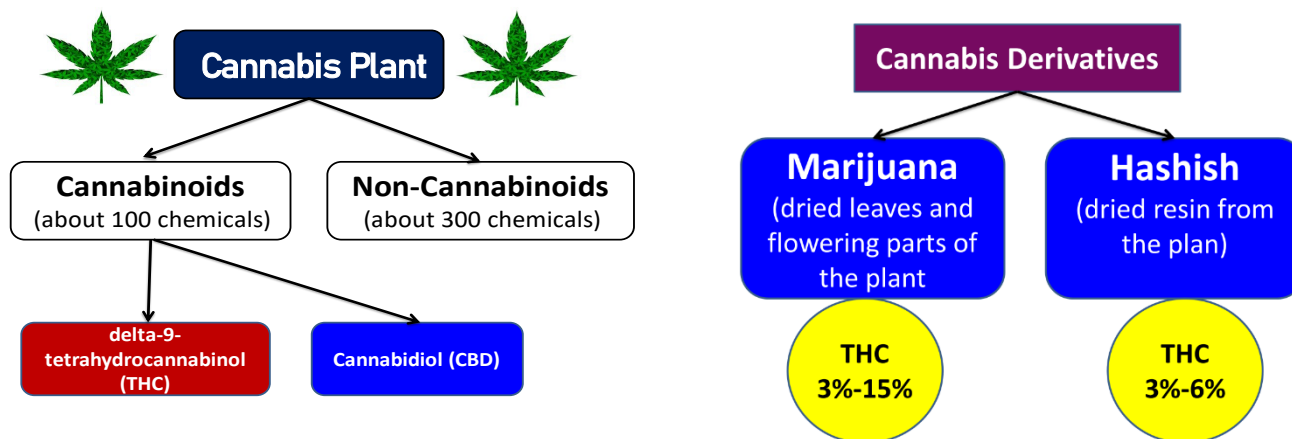 Cannabis Plant
Cannabinoids
(about 100 chemicals)
Non-Cannabinoids
(about 300 chemicals)
delta-9-
tetrahydrocannabinol
(THC)
Cannabidiol (CBD)
Cannabis Derivatives
Marijuana
(dried leaves and
flowering parts of
the plant
Hashish
(dried resin from
the plan)
THC
3%-15%
THC
3%-6%